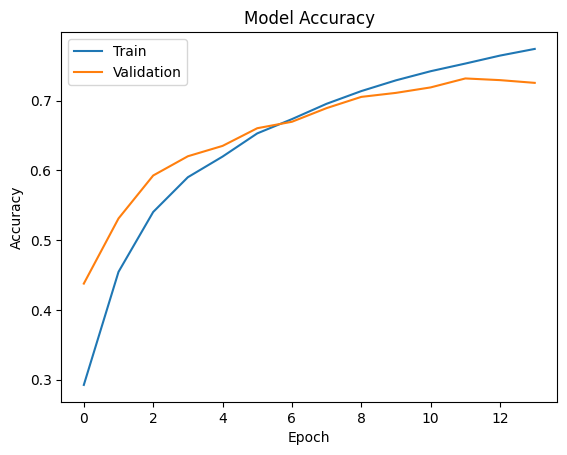 Model Accuracy
Train
Validation
Accuracy
0.7
0.6
0.5
0.4
0.3
0 2 4 6 8 10 12
Epoch